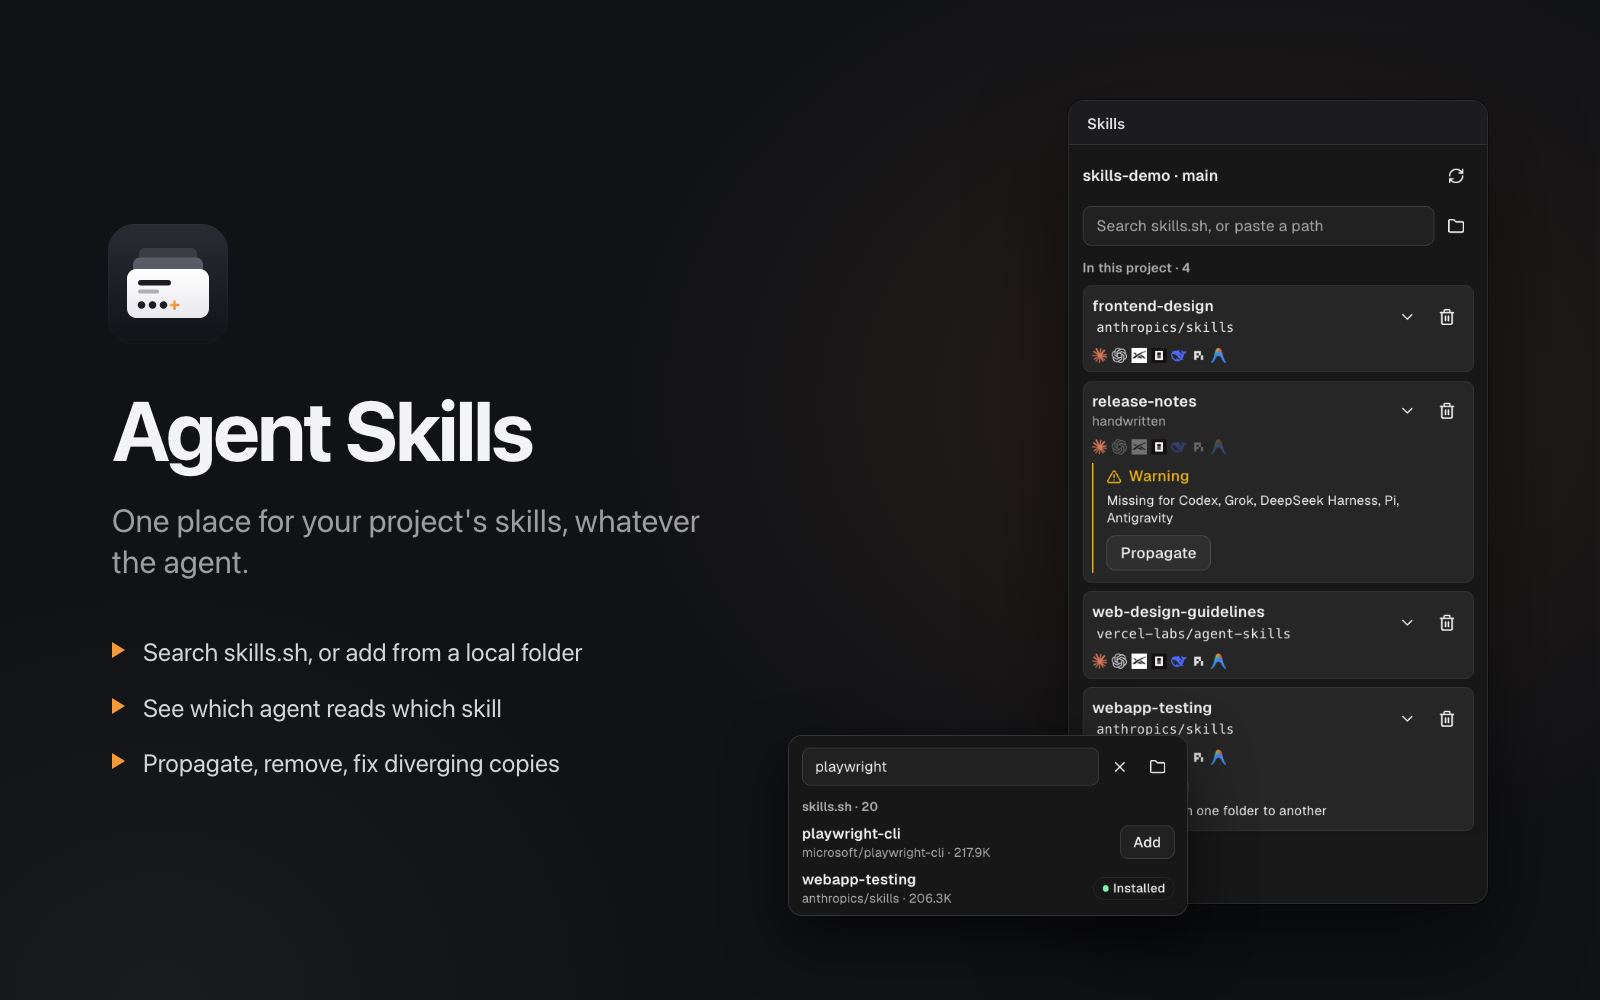 Agent Skills
One place for your project's skills, whatever
the agent.
Search skills.sh, or add from a local folder
See which agent reads which skill
Propagate, remove, fix diverging copies
Skills
skills-demo · main
Search skills.sh, or paste a path
In this project · 4
frontend-design
anthropics/skills
release-notes
handwritten
Warning
Missing for Codex, Grok, DeepSeek Harness, Pi,
Antigravity
Propagate
web-design-guidelines
vercel-labs/agent-skills
webapp-testing
anthropics/skills
one folder to another
playwright
skills.sh · 20
playwright-cli
microsoft/playwright-cli · 217.9K
Add
webapp-testing
anthropics/skills · 206.3K
Installed